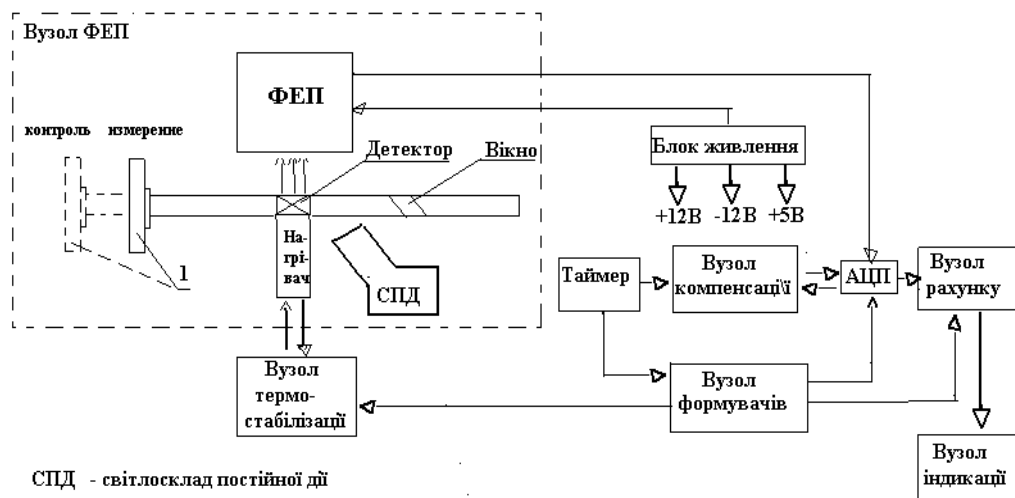 Вузол ФЕП
ФЕП
контроль измерение
Детектор
Вікно
Блок живлення
+12В -12В +5В
1
На-
грі-
вач
СПД
Таймер
Вузол
компенсаці\ї
АЦП
Вузол
рахунку
Вузол
термо-
стабілізації
Вузол
формувачів
Вузол
індикації
СПД - світлосклад постійної дії